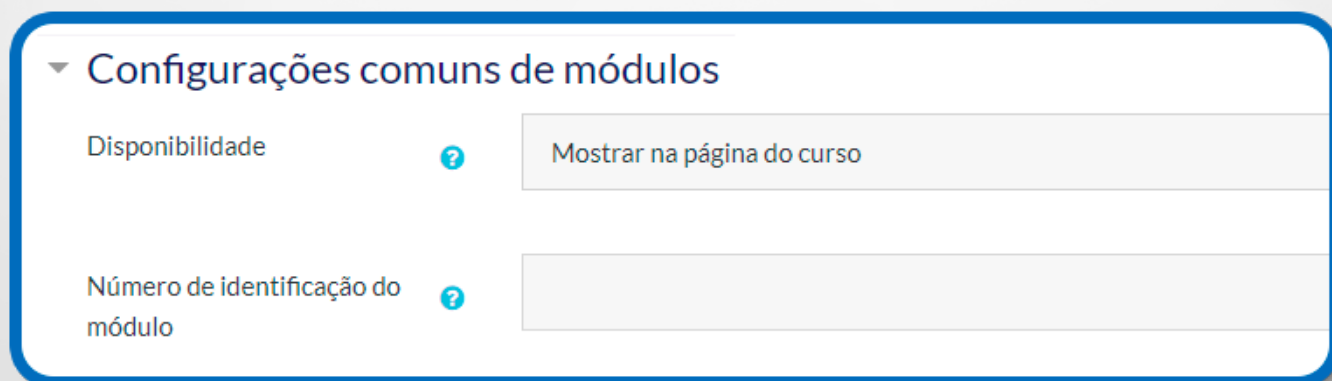 Configurações comuns de módulos
Disponibilidade
Mostrar na página do curso
Número de identificação do
módulo